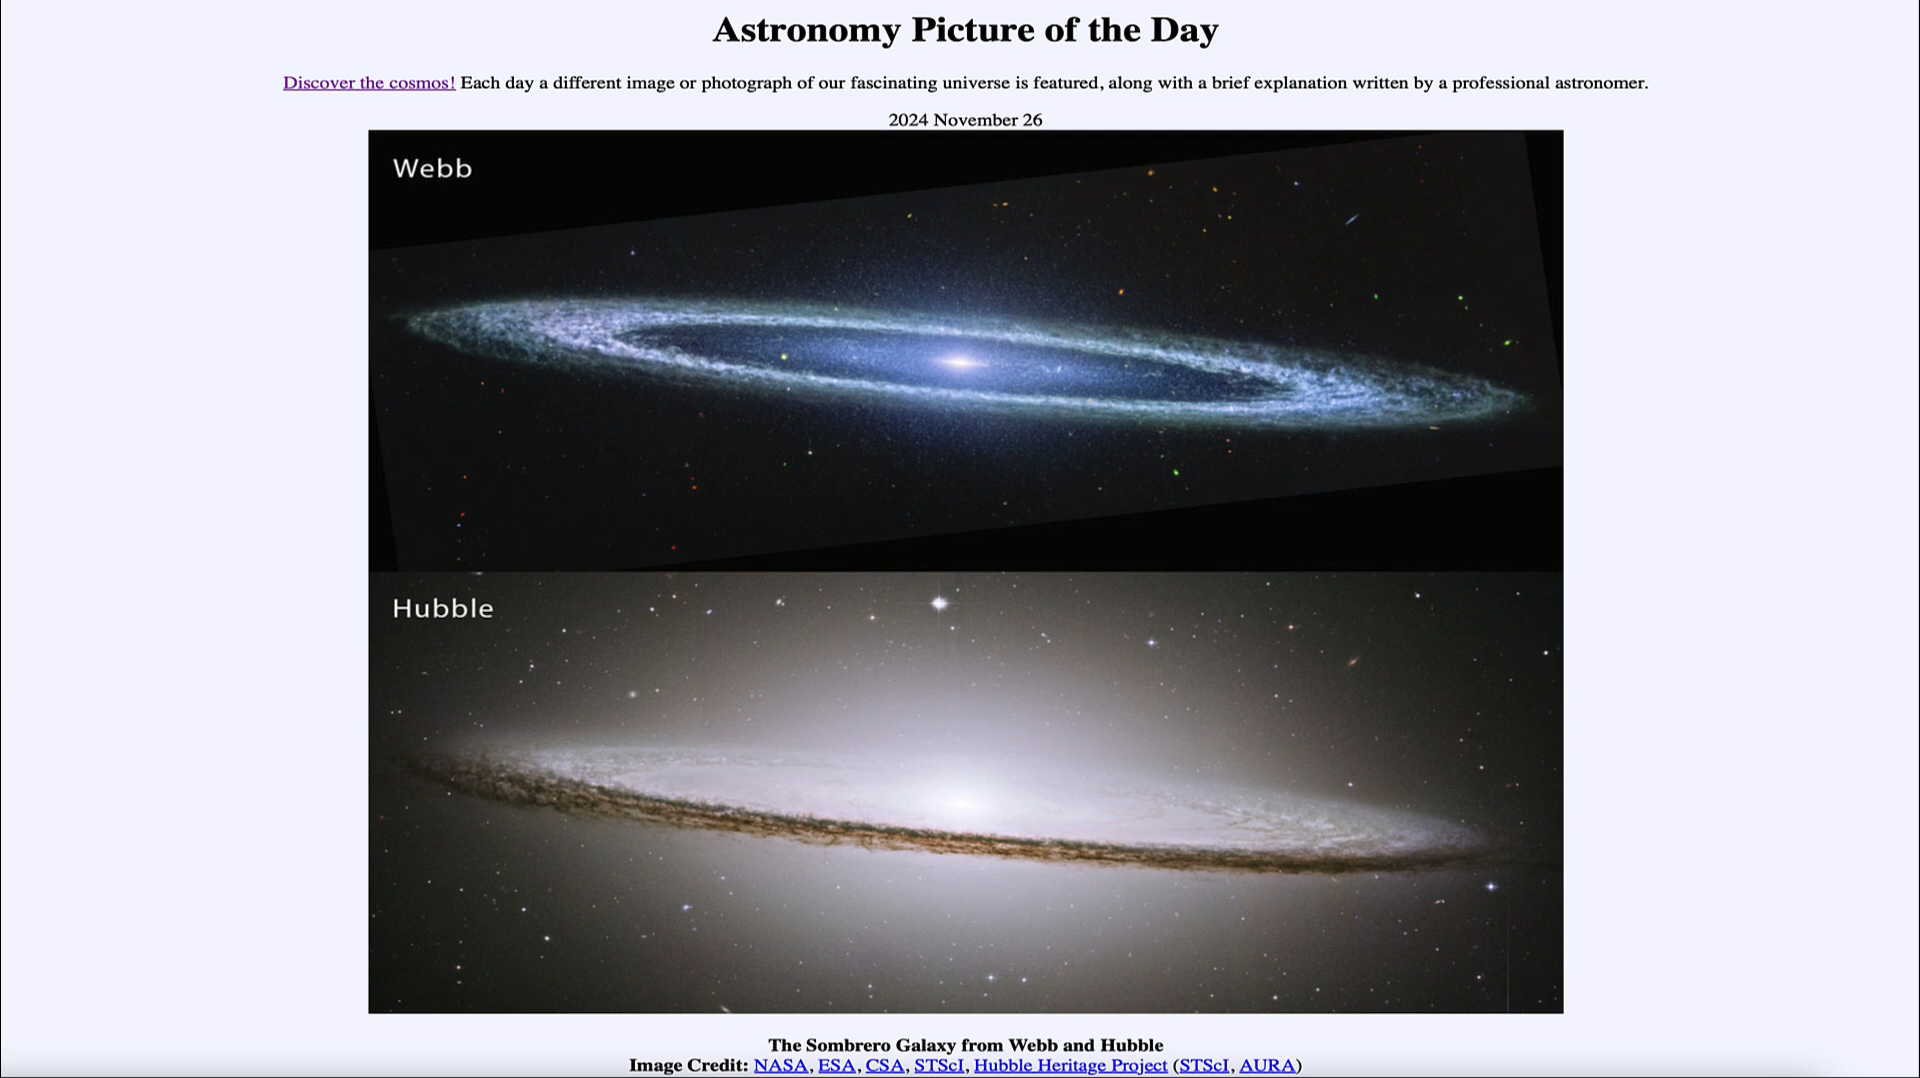 Astronomy Picture of the Day
Discover the cosmos! Each day a different image or photograph of our fascinating universe is featured, along with a brief explanation written by a professional astronomer.
2024 November 26
Webb
Hubble
The Sombrero Galaxy from Webb and Hubble
Image Credit: NASA, ESA, CSA, STScI, Hubble Heritage Project (STScI, AURA)